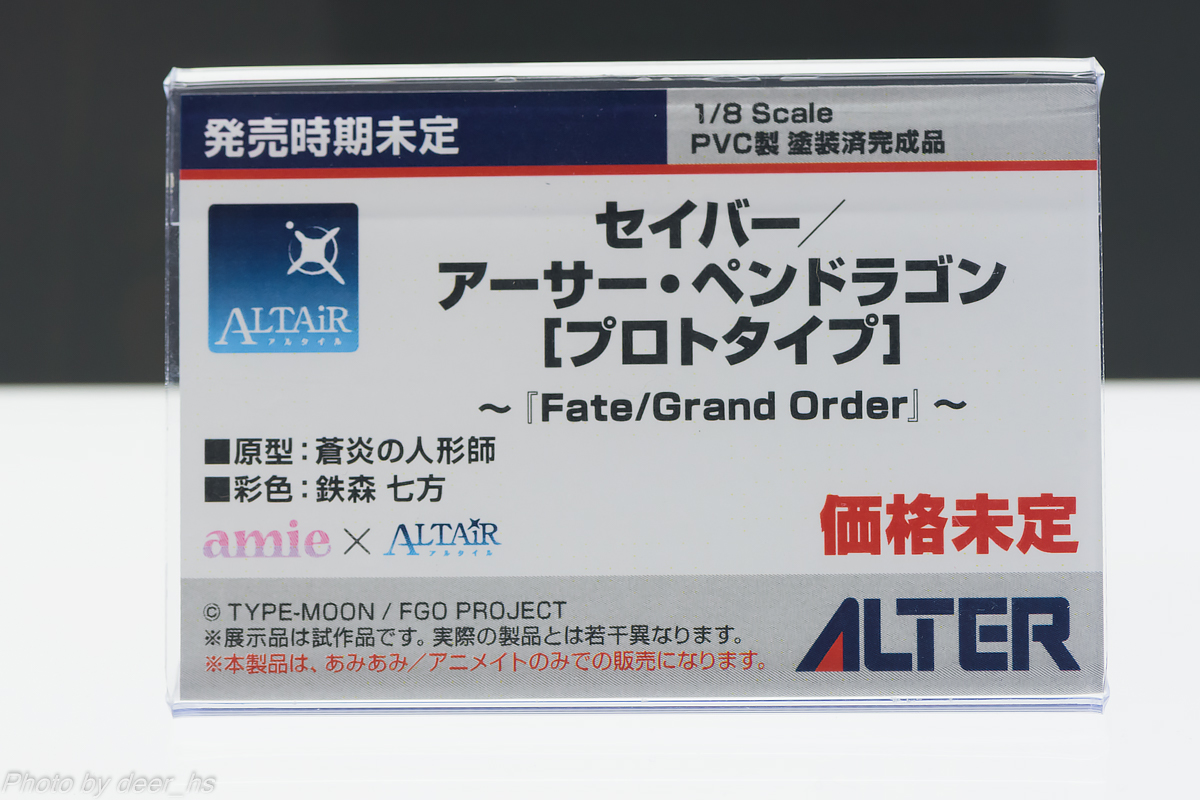 発売時期未定
1/8 Scale
PVC製 塗装済完成品
ALTAiR
アルタイル
セイバー／
アーサー・ペンドラゴン
[プロトタイプ]
～『Fate/Grand Order』～
■原型：蒼炎の人形師
■彩色：鉄森 七方
amie × ALTAiR
アルタイル
価格未定
© TYPE-MOON / FGO PROJECT
※展示品は試作品です。実際の製品とは若干異なります。
※本製品は、あみあみ／アニメイトのみでの販売になります。
ALTER
Photo by deer_hs